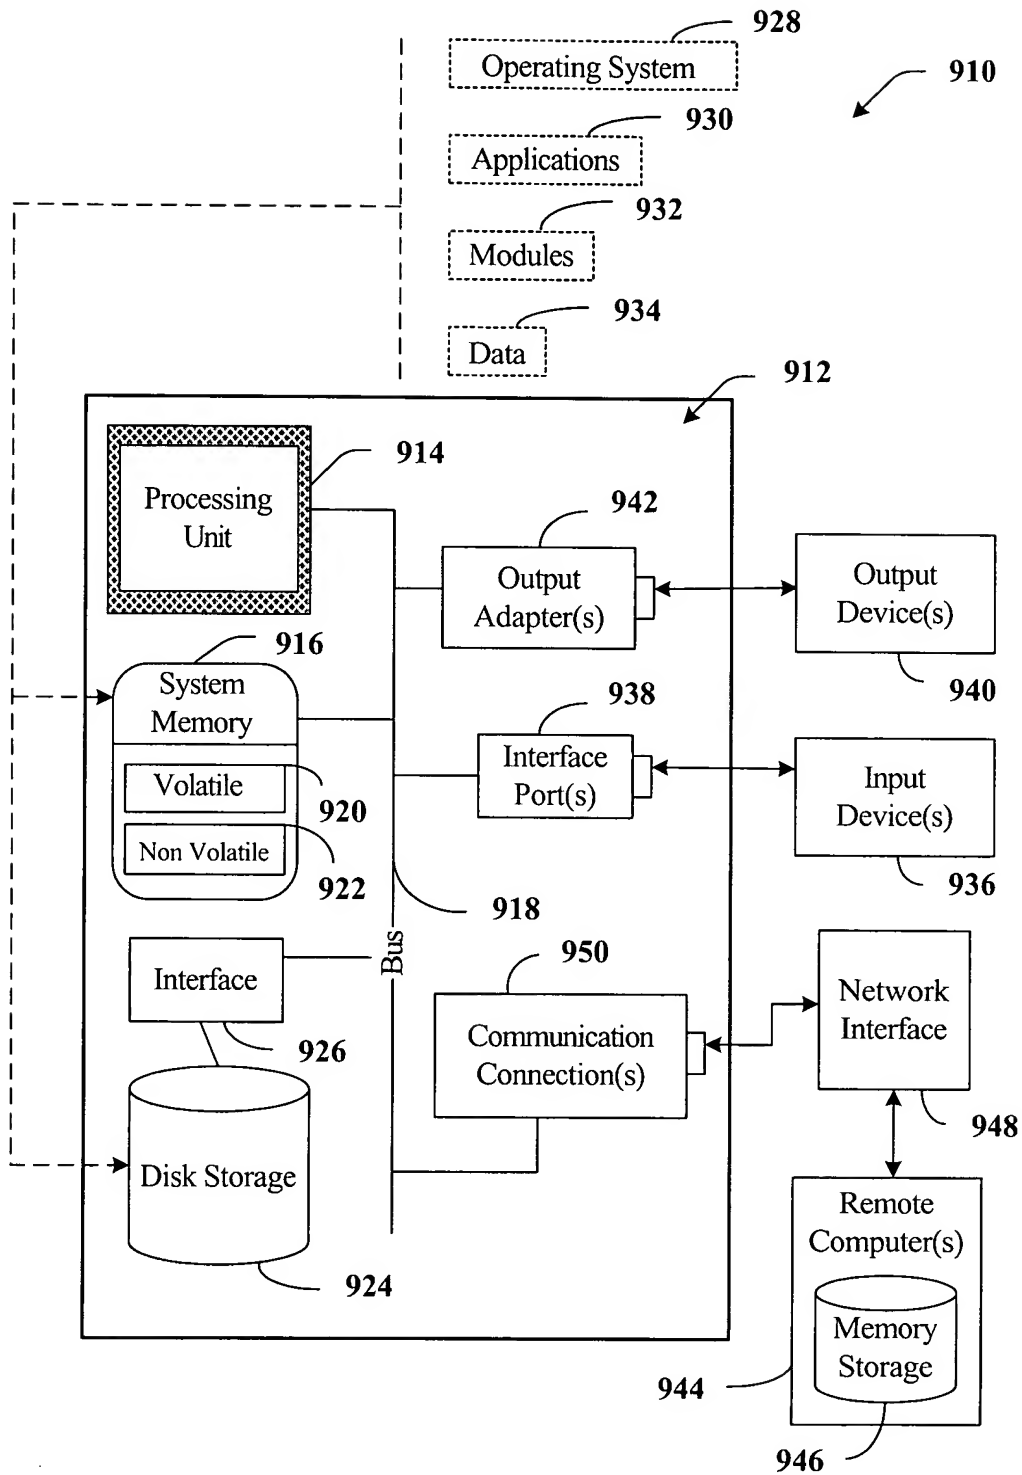 928
Operating System
910
930
Applications
932
Modules
934
Data
912
914
Processing
Unit
942
Output
Adapter(s)
Output
Device(s)
940
916
System
Memory
938
Interface
Port(s)
Input
Device(s)
936
Volatile
920
Non Volatile
922
918
Bus
950
Interface
926
Communication
Connection(s)
Network
Interface
948
Disk Storage
924
Remote
Computer(s)
Memory
Storage
944
946